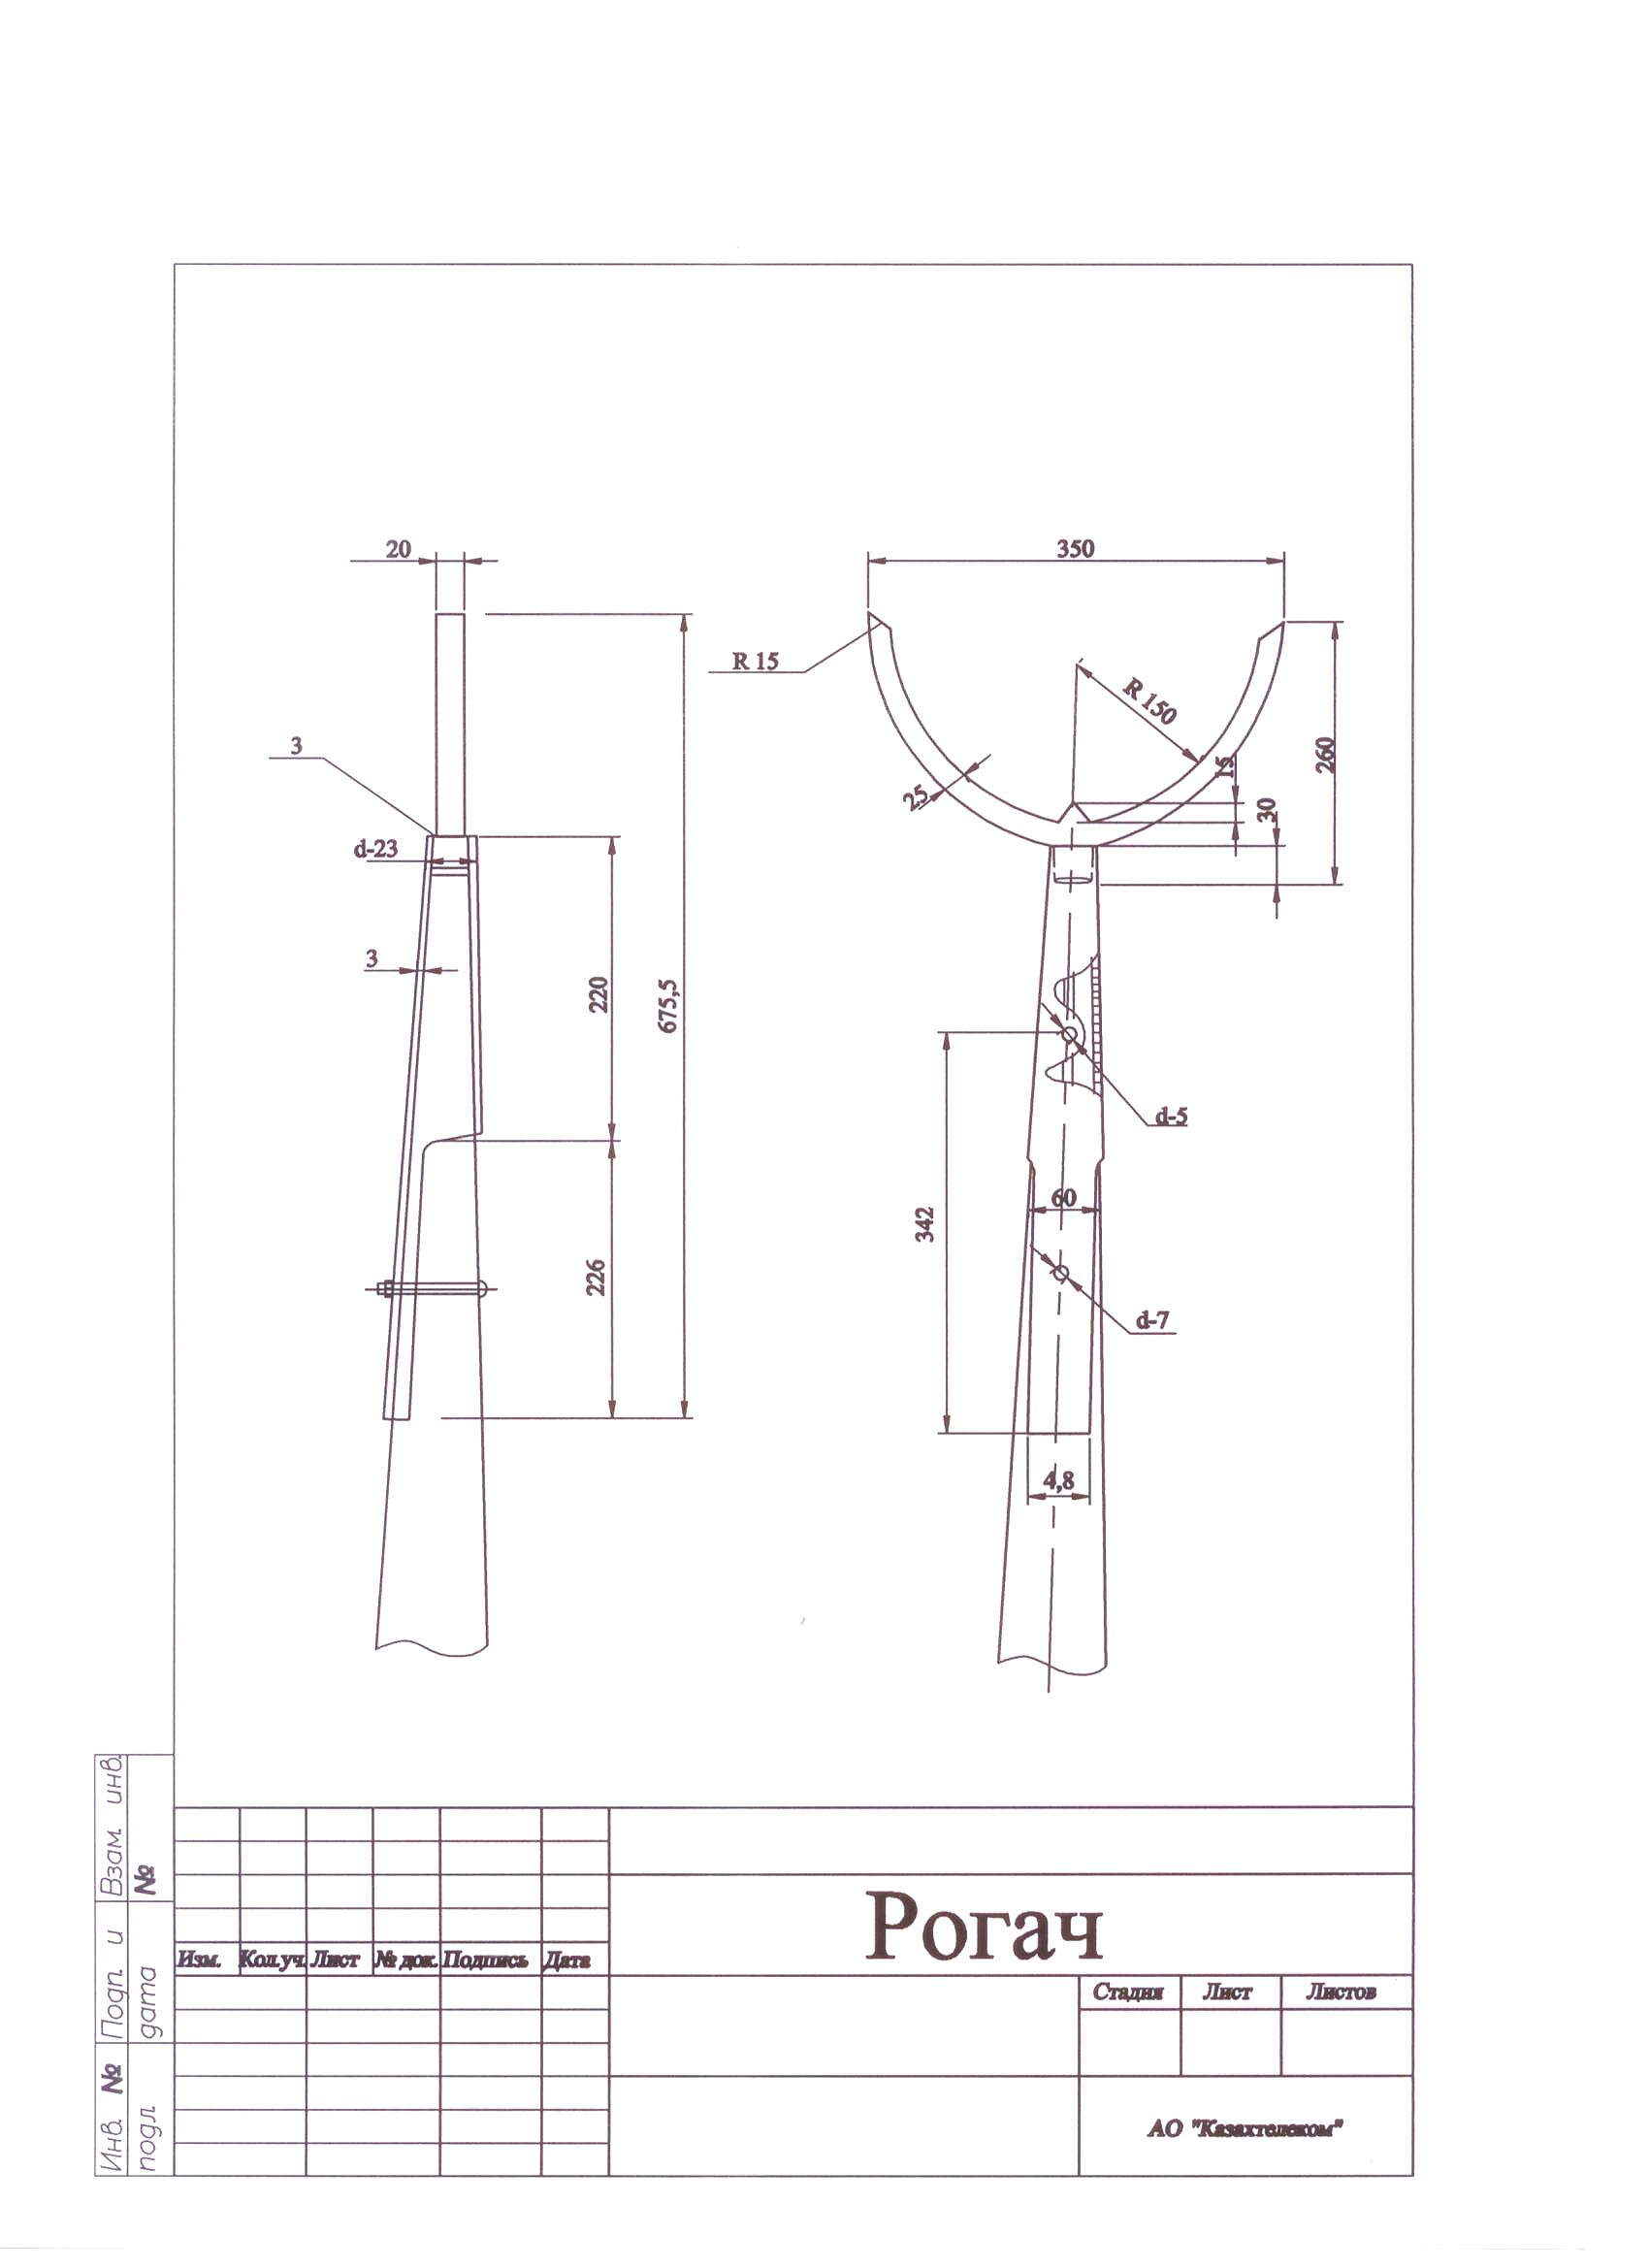 20
350
R 15
R 150
3
15
260
25
30
d-23
3
220
675,5
d-5
342
60
226
d-7
4,8
Взам. инв.
№
Подп. и
дата
Инв. №
подл
Рогач
Изм. Кол.уч. Лист № док. Подпись Дата
Стадия Лист Листов
АО "Казахтелеком"